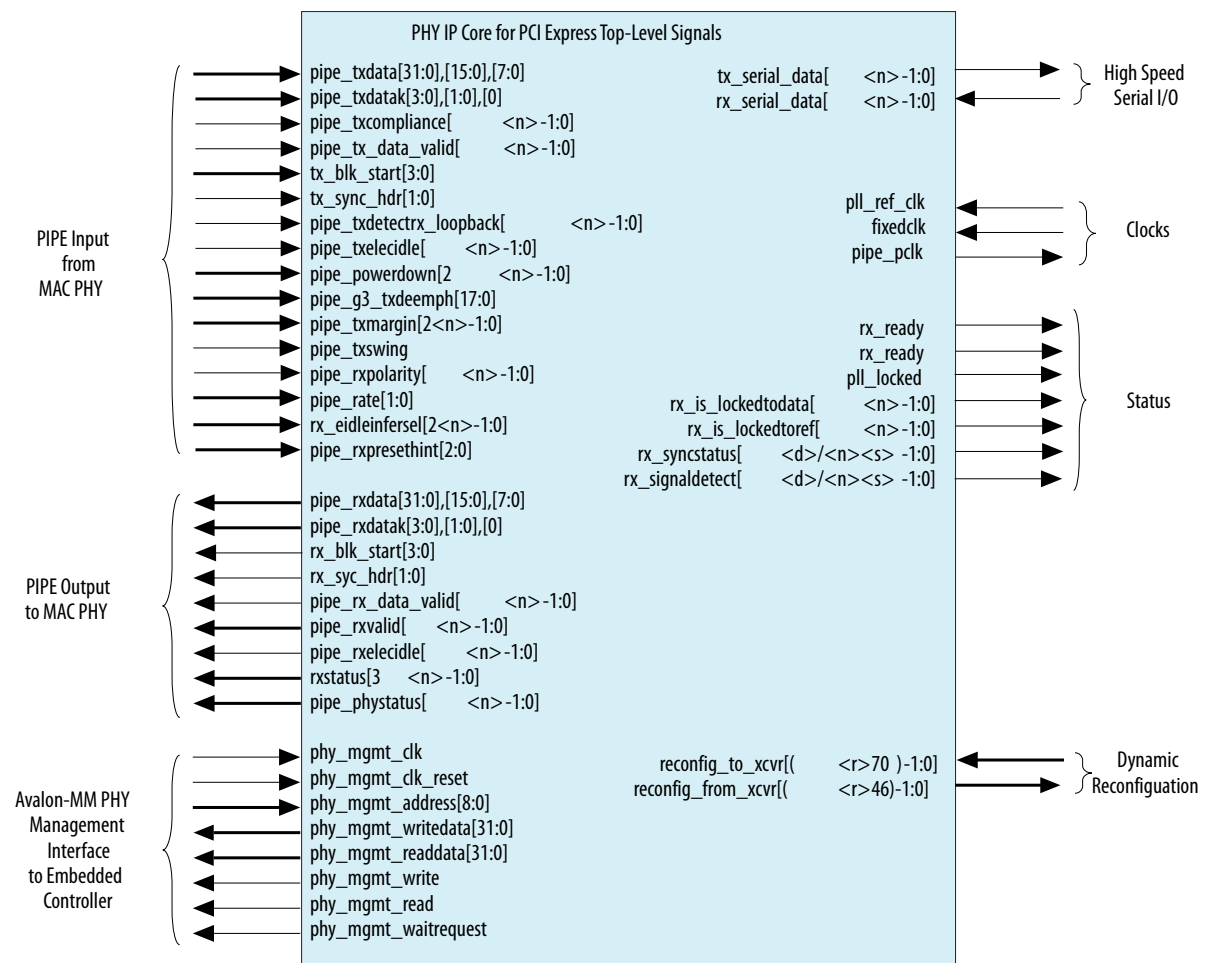 PHY IP Core for PCI Express Top-Level Signals
PIPE Input
from
MAC PHY
pipe_txdata[31:0],[15:0],[7:0]
pipe_txdatak[3:0],[1:0],[0]
pipe_txcompliance[ <n>-1:0]
pipe_tx_data_valid[ <n>-1:0]
tx_blk_start[3:0]
tx_sync_hdr[1:0]
pipe_txdetectrx_loopback[ <n>-1:0]
pipe_txelecidle[ <n>-1:0]
pipe_powerdown[2 <n>-1:0]
pipe_g3_txdeemph[17:0]
pipe_txmargin[2<n>-1:0]
pipe_txswing
pipe_rxpolarity[ <n>-1:0]
pipe_rate[1:0]
rx_eidleinfersel[2<n>-1:0]
pipe_rxpresethint[2:0]
PIPE Output
to MAC PHY
pipe_rxdata[31:0],[15:0],[7:0]
pipe_rxdatak[3:0],[1:0],[0]
rx_blk_start[3:0]
rx_syc_hdr[1:0]
pipe_rx_data_valid[ <n>-1:0]
pipe_rxvalid[ <n>-1:0]
pipe_rxelecidle[ <n>-1:0]
rxstatus[3 <n>-1:0]
pipe_phystatus[ <n>-1:0]
Avalon-MM PHY
Management
Interface
to Embedded
Controller
phy_mgmt_clk
phy_mgmt_clk_reset
phy_mgmt_address[8:0]
phy_mgmt_writedata[31:0]
phy_mgmt_readdata[31:0]
phy_mgmt_write
phy_mgmt_read
phy_mgmt_waitrequest
tx_serial_data[ <n>-1:0]
rx_serial_data[ <n>-1:0]
High Speed
Serial I/O
pll_ref_clk
fixedclk
pipe_pclk
Clocks
rx_ready
rx_ready
pll_locked
rx_is_lockedtodata[ <n>-1:0]
rx_is_lockedtoref[ <n>-1:0]
rx_syncstatus[ <d>/<n><s> -1:0]
rx_signaldetect[ <d>/<n><s> -1:0]
Status
reconfig_to_xcvr[( <r>70 )-1:0]
reconfig_from_xcvr[( <r>46)-1:0]
Dynamic
Reconfiguation